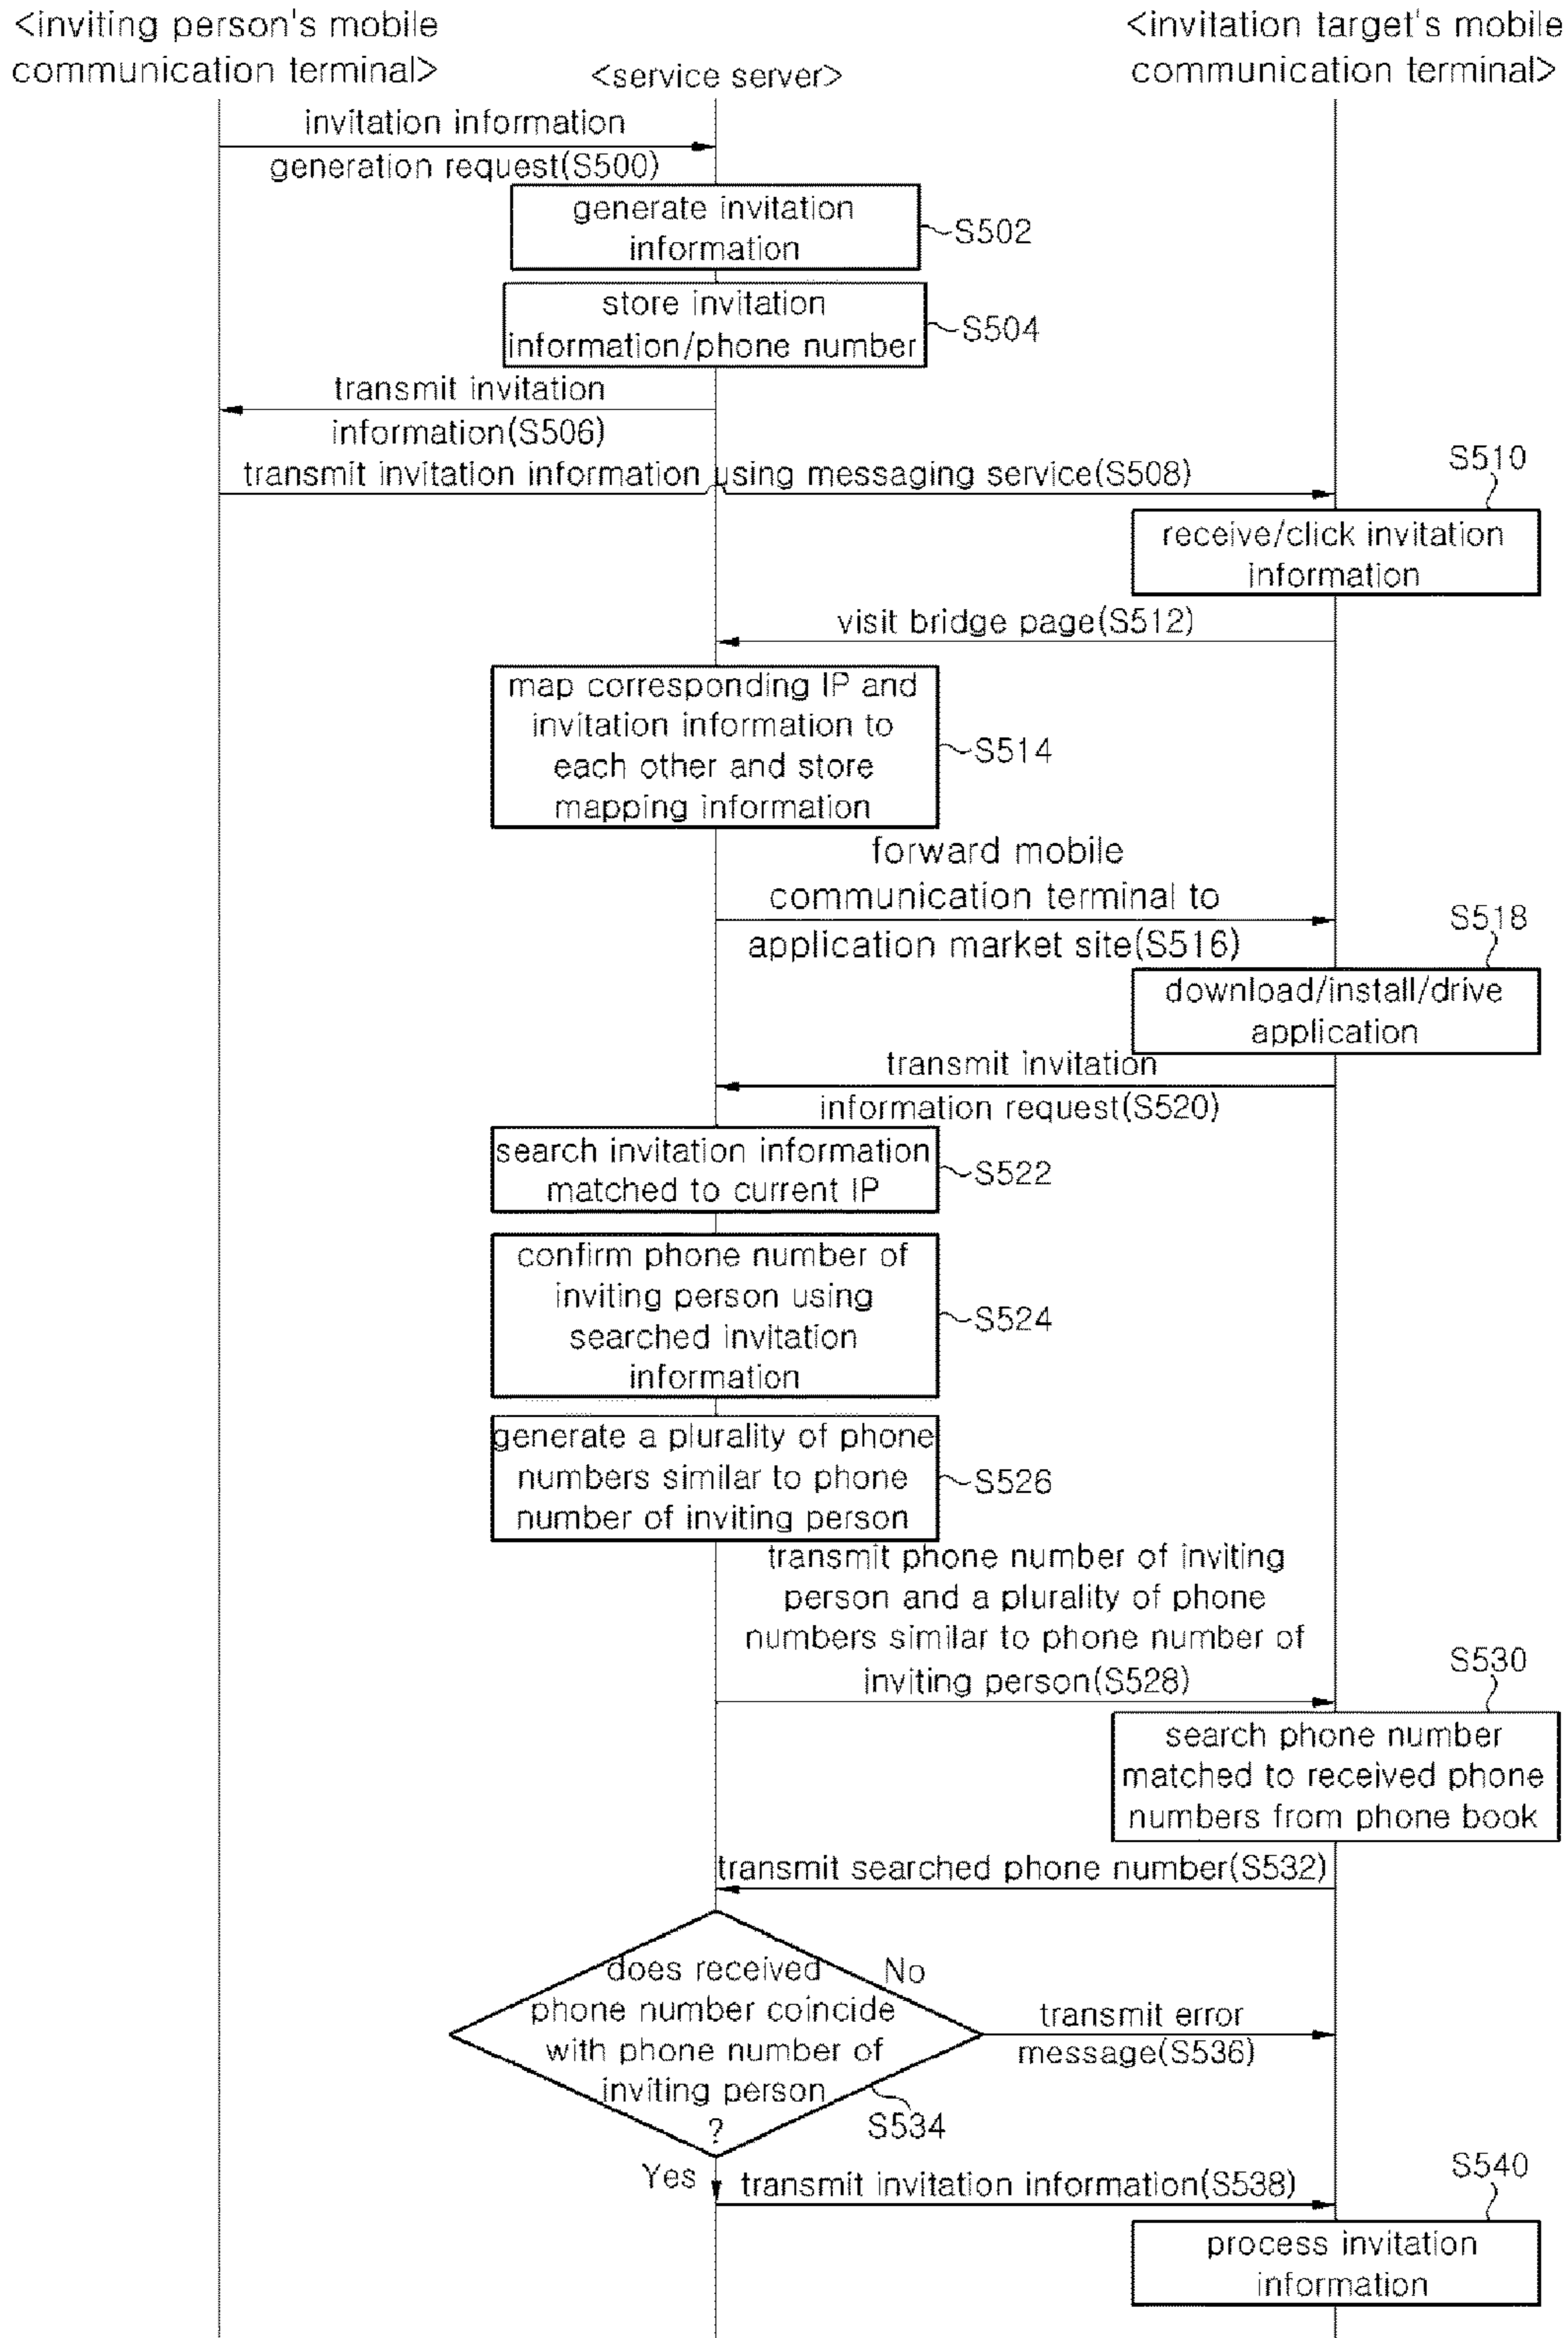 <inviting person's mobile
communication terminal>
<service server>
<invitation target's mobile
communication terminal>
invitation information
generation request(S500)
generate invitation
information
S502
store invitation
information/phone number
S504
transmit invitation
information(S506)
transmit invitation information using messaging service(S508)
S510
receive/click invitation
information
visit bridge page(S512)
map corresponding IP and
invitation information to
each other and store
mapping information
S514
forward mobile
communication terminal to
application market site(S516)
S518
download/install/drive
application
transmit invitation
information request(S520)
search invitation information
matched to current IP
S522
confirm phone number of
inviting person using
searched invitation
information
S524
generate a plurality of phone
numbers similar to phone
number of inviting person
S526
transmit phone number of inviting
person and a plurality of phone
numbers similar to phone number of
inviting person(S528)
S530
search phone number
matched to received phone
numbers from phone book
transmit searched phone number(S532)
does received
phone number coincide
with phone number of
inviting person
?
No
S534
transmit error
message(S536)
Yes
transmit invitation information(S538)
S540
process invitation
information